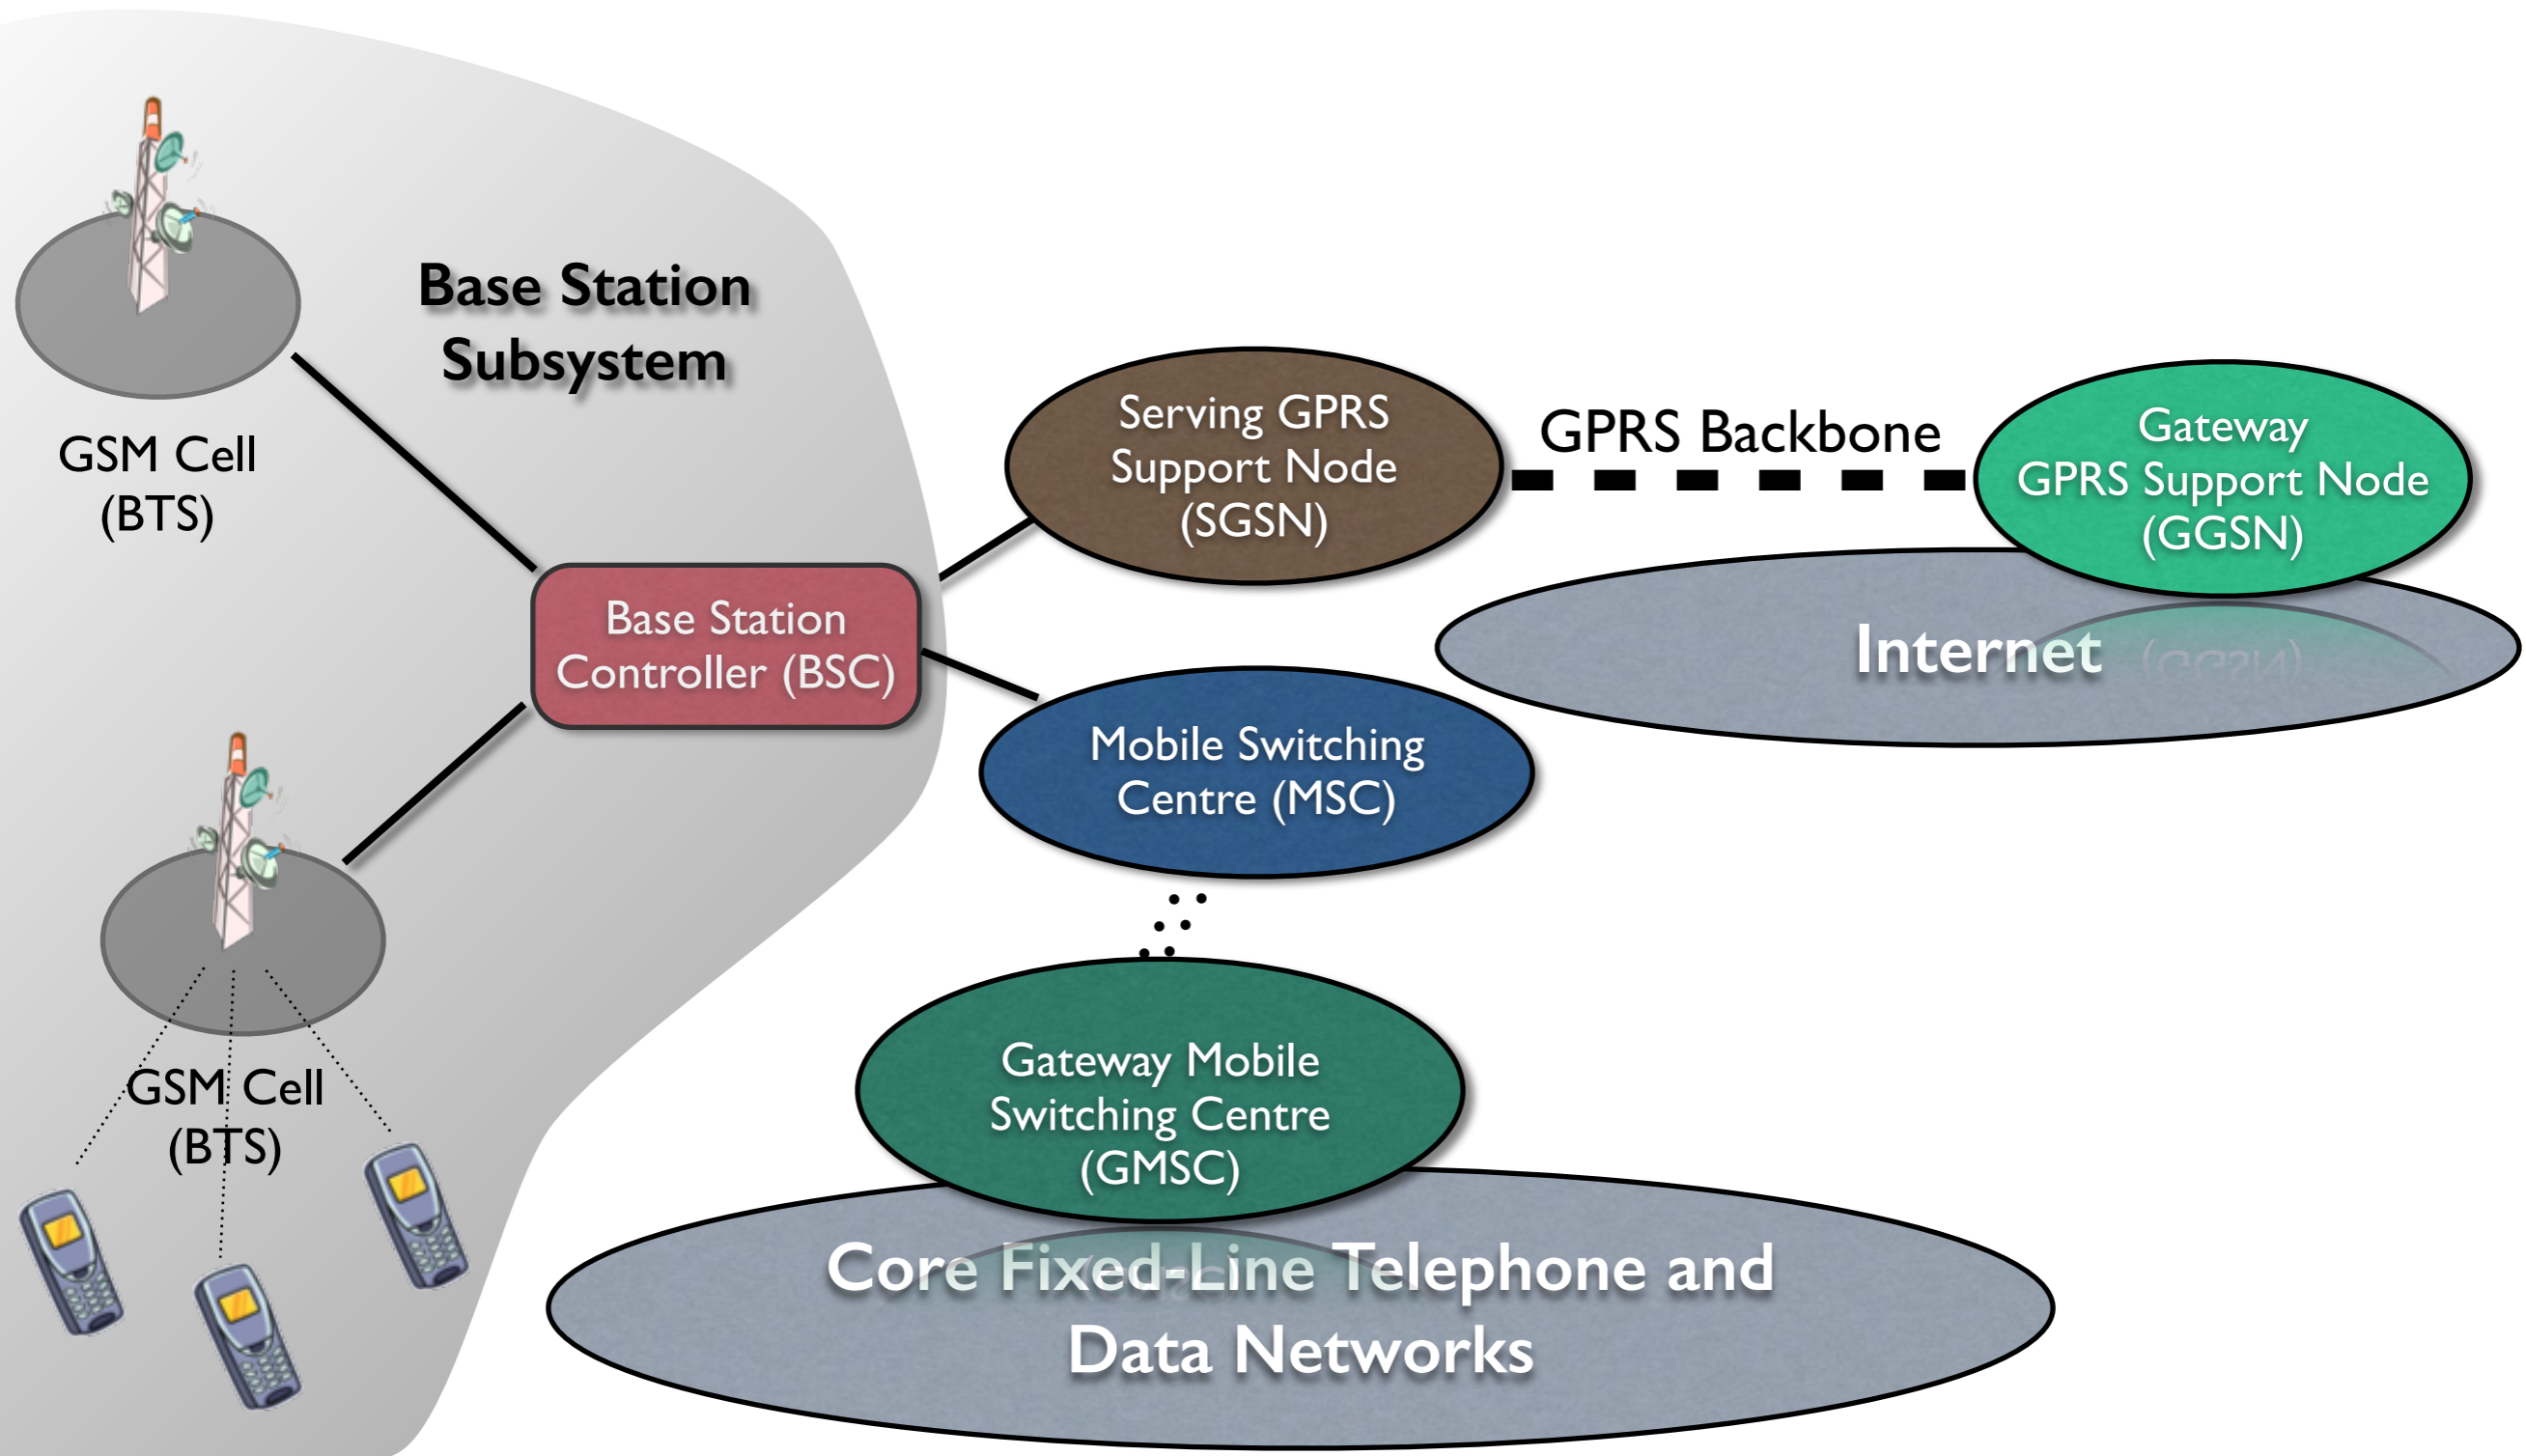 Base Station
Subsystem
GSM Cell
(BTS)
Serving GPRS
Support Node
(SGSN)
GPRS Backbone
Gateway
GPRS Support Node
(GGSN)
Base Station
Controller (BSC)
Internet
Mobile Switching
Centre (MSC)
GSM Cell
(BTS)
Gateway Mobile
Switching Centre
(GMSC)
Core Fixed-Line Telephone and
Data Networks